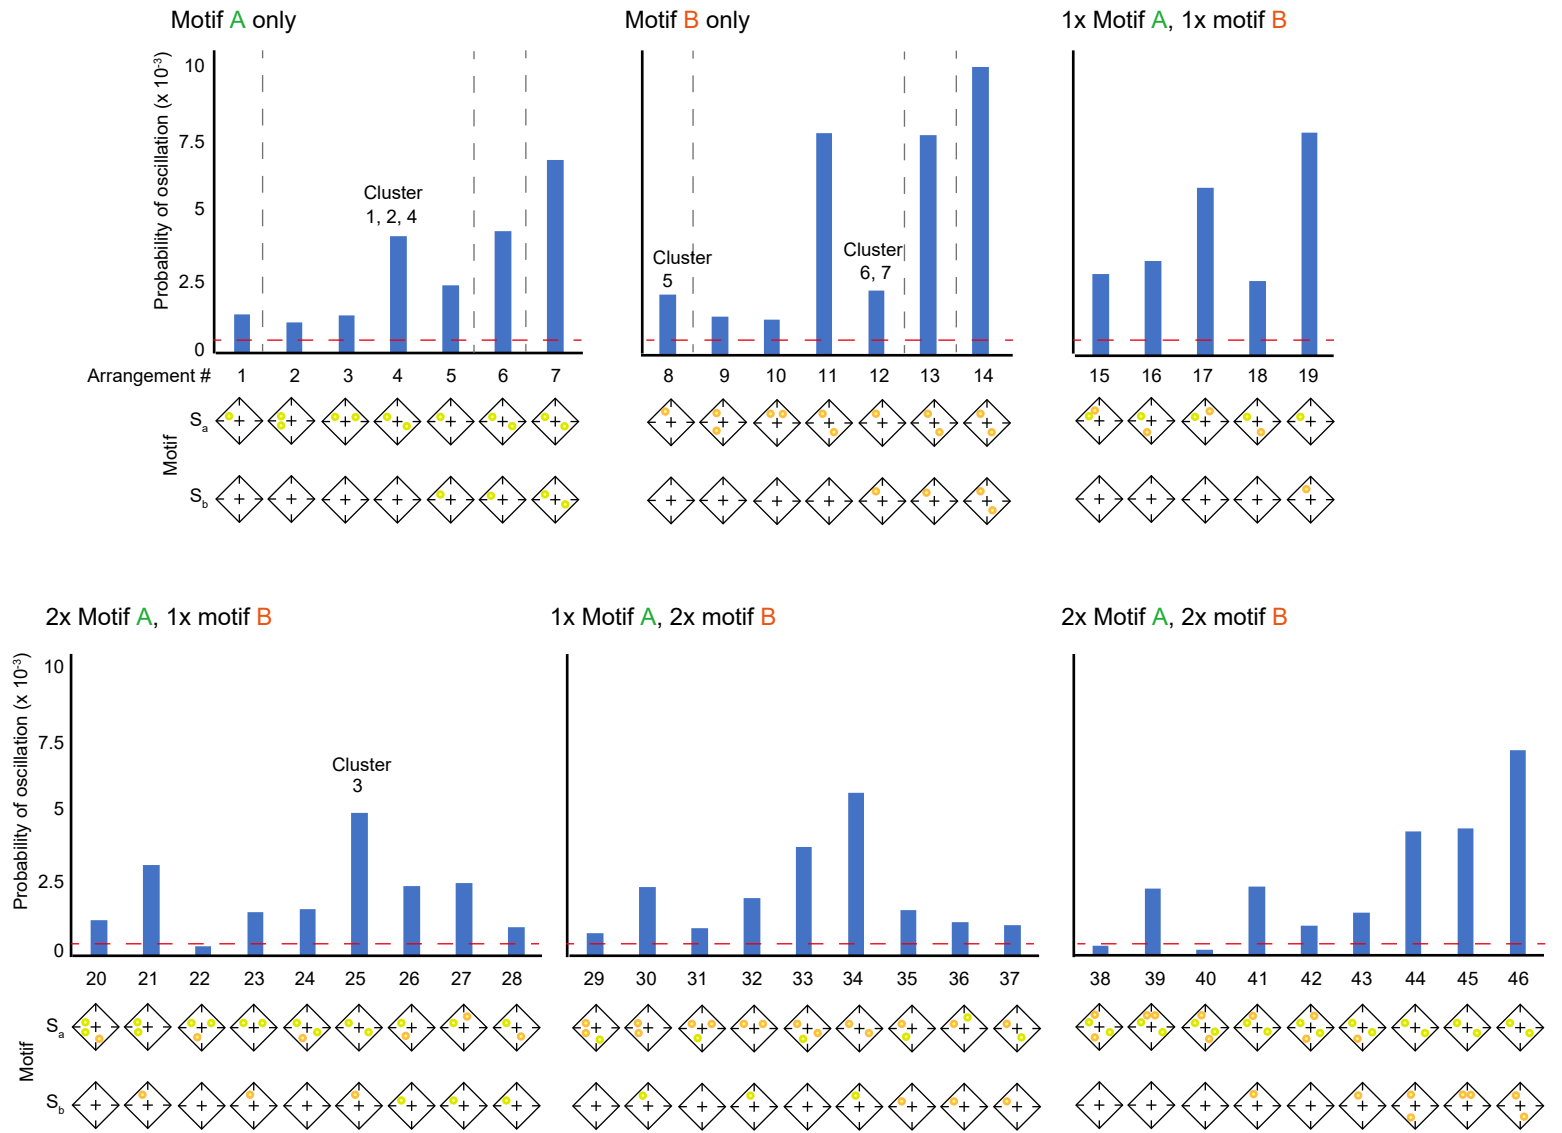 Motif A only
Motif B only
1x Motif A, 1x motif B
Probability of oscillation (x 10-3)
10
7.5
5
2.5
0
Cluster
1, 2, 4
Cluster
5
Cluster
6, 7
Arrangement # 1 2 3 4 5 6 7
8 9 10 11 12 13 14
15 16 17 18 19
Motif
Sa
Sb
2x Motif A, 1x motif B
1x Motif A, 2x motif B
2x Motif A, 2x motif B
Probability of oscillation (x 10-3)
10
7.5
5
2.5
0
Cluster
3
20 21 22 23 24 25 26 27 28
29 30 31 32 33 34 35 36 37
38 39 40 41 42 43 44 45 46
Motif
Sa
Sb